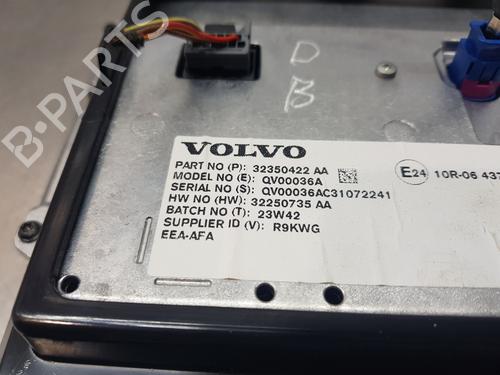 D
B
VOLVO
PART NO (P): 32350422 AA
MODEL NO (E): QV00036A
SERIAL NO (S): QV00036AC31072241
HW NO (HW): 32250735 AA
BATCH NO (T): 23W42
SUPPLIER ID (V): R9KWG
EEA-AFA
E24 10R-06 437
B-PARTS